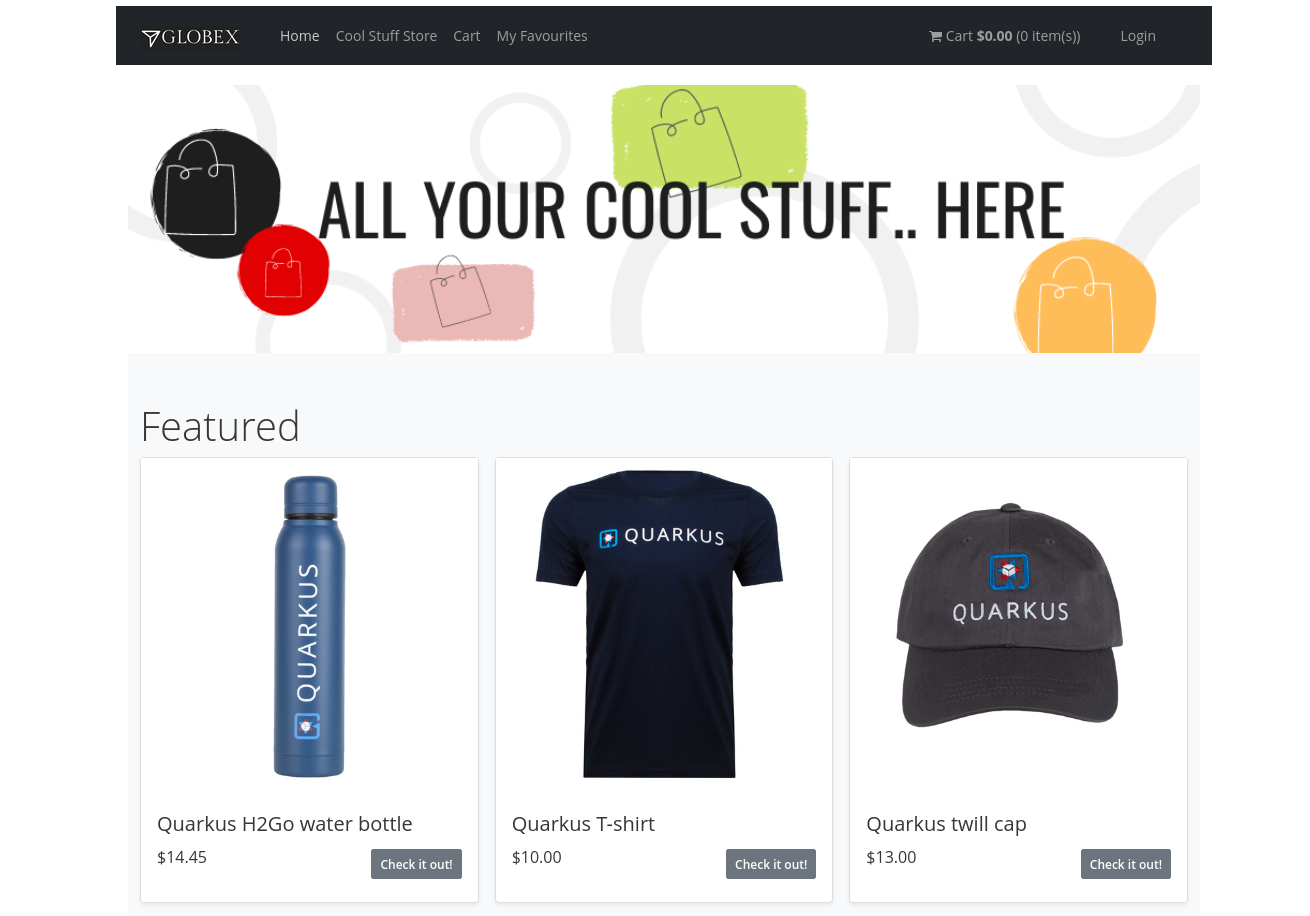 GLOBEX Home Cool Stuff Store Cart My Favourites Cart $0.00 (0 item(s)) Login
ALL YOUR COOL STUFF.. HERE
Featured
QUARKUS
QUARKUS
QUARKUS
Quarkus H2Go water bottle
$14.45
Check it out!
Quarkus T-shirt
$10.00
Check it out!
Quarkus twill cap
$13.00
Check it out!